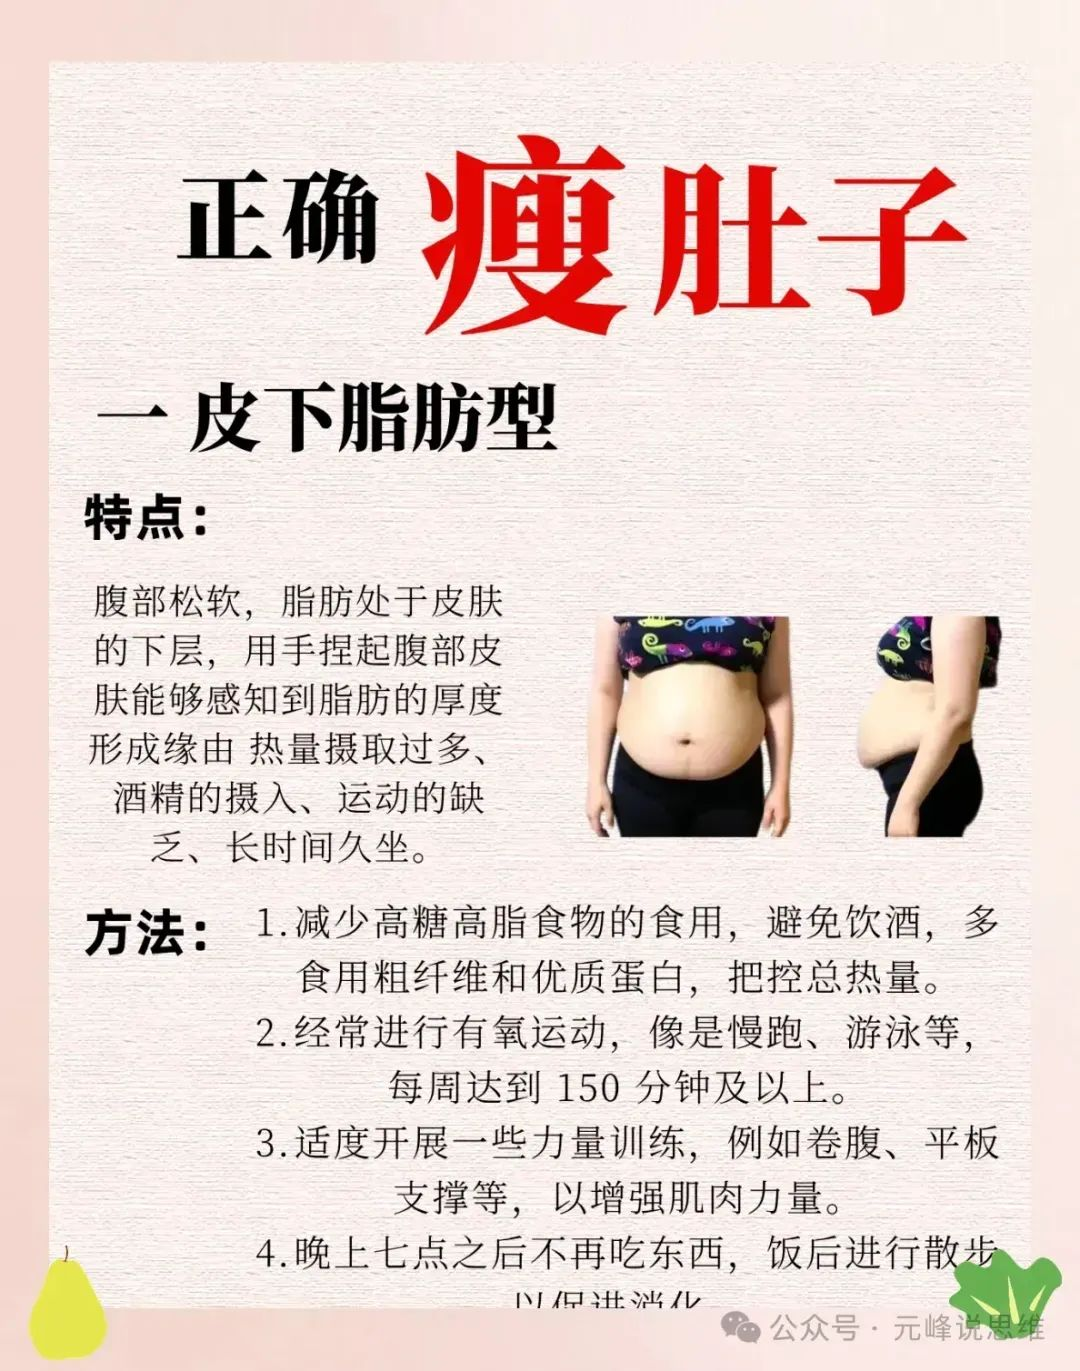 正确 瘦肚子
一 皮下脂肪型
特点：
腹部松软，脂肪处于皮肤
的下层，用手捏起腹部皮
肤能够感知到脂肪的厚度
形成缘由 热量摄取过多、
酒精的摄入、运动的缺
乏、长时间久坐。
方法：
1.减少高糖高脂食物的食用，避免饮酒，多
食用粗纤维和优质蛋白，把控总热量。
2.经常进行有氧运动，像是慢跑、游泳等，
每周达到 150 分钟及以上。
3.适度开展一些力量训练，例如卷腹、平板
支撑等，以增强肌肉力量。
4.晚上七点之后不再吃东西，饭后进行散步
以促进消化
公众号 · 元峰说思维